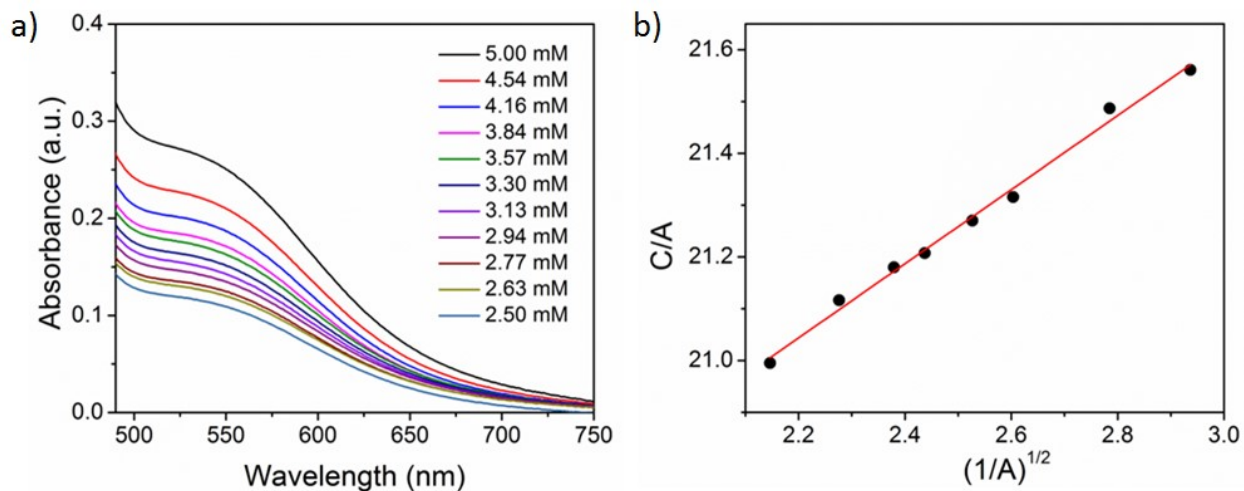 a)
0.4
0.3
0.2
0.1
0.0
Absorbance (a.u.)
5.00 mM
4.54 mM
4.16 mM
3.84 mM
3.57 mM
3.30 mM
3.13 mM
2.94 mM
2.77 mM
2.63 mM
2.50 mM
500 550 600 650 700 750
Wavelength (nm)
b)
21.6
21.4
21.2
21.0
C/A
2.2 2.4 2.6 2.8 3.0
(1/A)^1/2